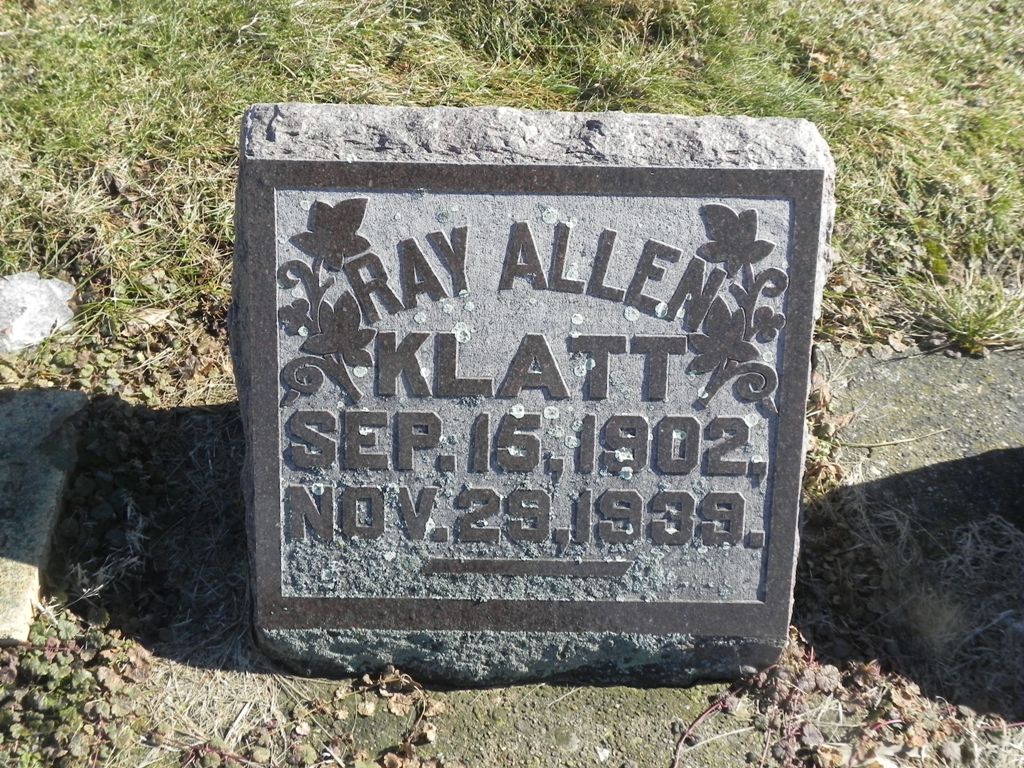 RAY ALLEN
KLATT
SEP. 15, 1902,
NOV. 29, 1939.